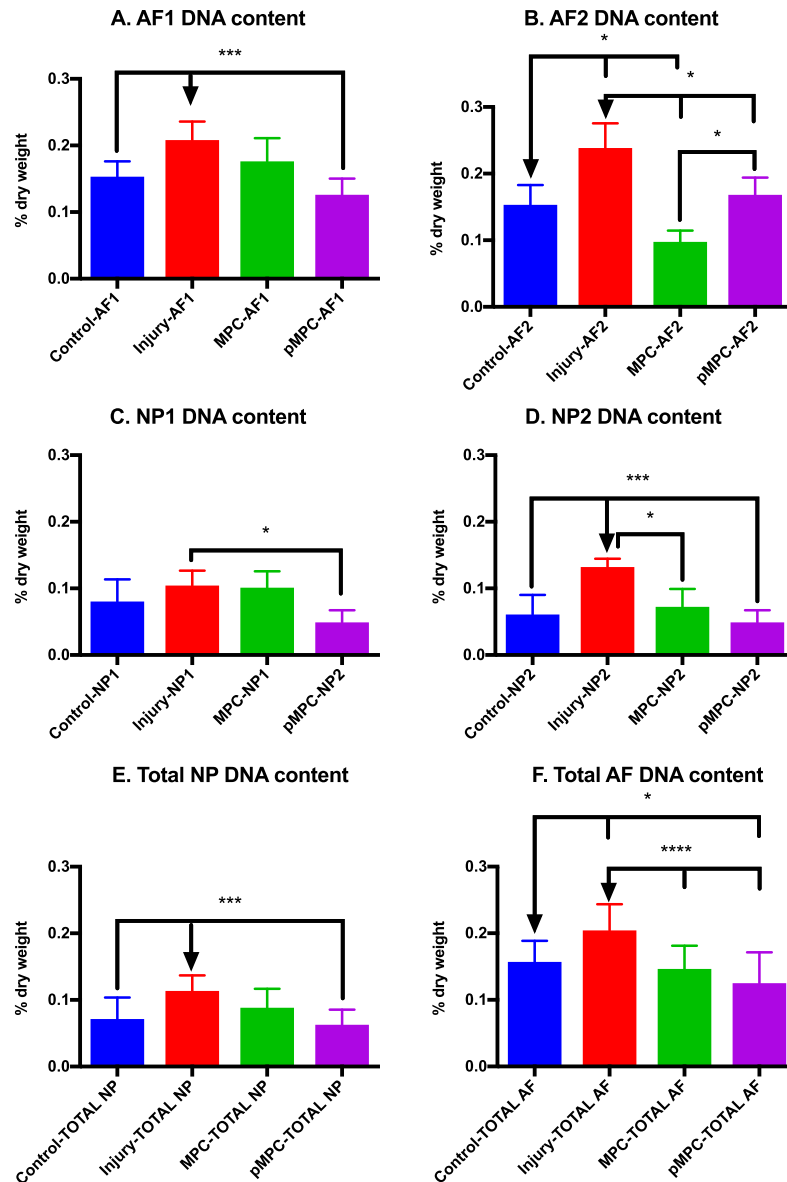 A. AF1 DNA content
***
% dry weight
0.3
0.2
0.1
0.0
Control-AF1
Injury-AF1
MPC-AF1
pMPC-AF1
B. AF2 DNA content
*
*
*
% dry weight
0.3
0.2
0.1
0.0
Control-AF2
Injury-AF2
MPC-AF2
pMPC-AF2
C. NP1 DNA content
*
% dry weight
0.3
0.2
0.1
0.0
Control-NP1
Injury-NP1
MPC-NP1
pMPC-NP2
D. NP2 DNA content
***
*
% dry weight
0.3
0.2
0.1
0.0
Control-NP2
Injury-NP2
MPC-NP2
pMPC-NP2
E. Total NP DNA content
***
% dry weight
0.3
0.2
0.1
0.0
Control-TOTAL NP
Injury-TOTAL NP
MPC-TOTAL NP
pMPC-TOTAL NP
F. Total AF DNA content
*
****
% dry weight
0.3
0.2
0.1
0.0
Control-TOTAL AF
Injury-TOTAL AF
MPC-TOTAL AF
pMPC-TOTAL AF